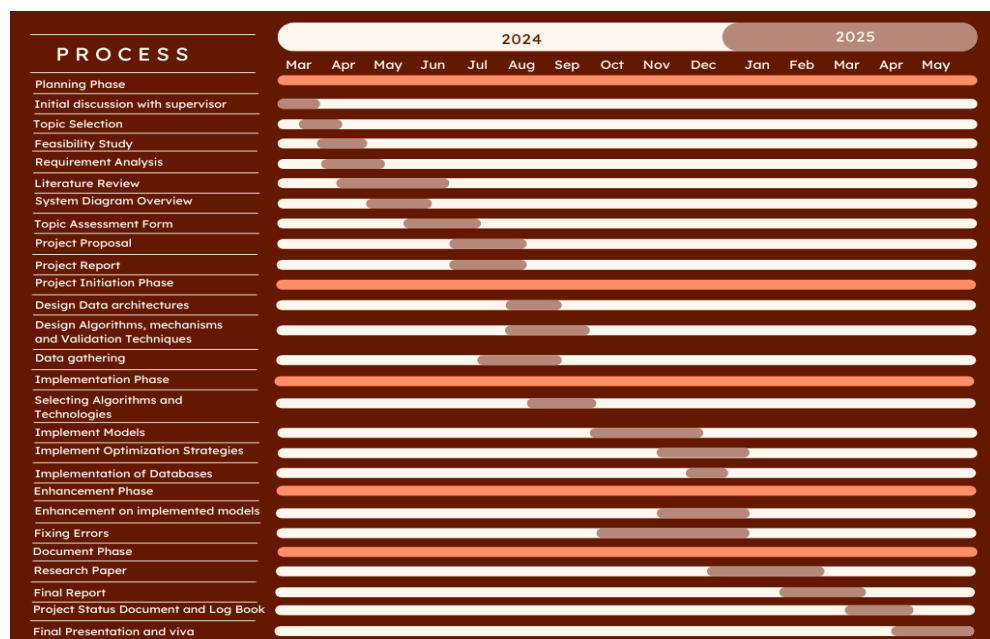 PROCESS
2024
2025
Mar Apr May Jun Jul Aug Sep Oct Nov Dec Jan Feb Mar Apr May
Planning Phase
Initial discussion with supervisor
Topic Selection
Feasibility Study
Requirement Analysis
Literature Review
System Diagram Overview
Topic Assessment Form
Project Proposal
Project Report
Project Initiation Phase
Design Data architectures
Design Algorithms, mechanisms
and Validation Techniques
Data gathering
Implementation Phase
Selecting Algorithms and
Technologies
Implement Models
Implement Optimization Strategies
Implementation of Databases
Enhancement Phase
Enhancement on implemented models
Fixing Errors
Document Phase
Research Paper
Final Report
Project Status Document and Log Book
Final Presentation and viva